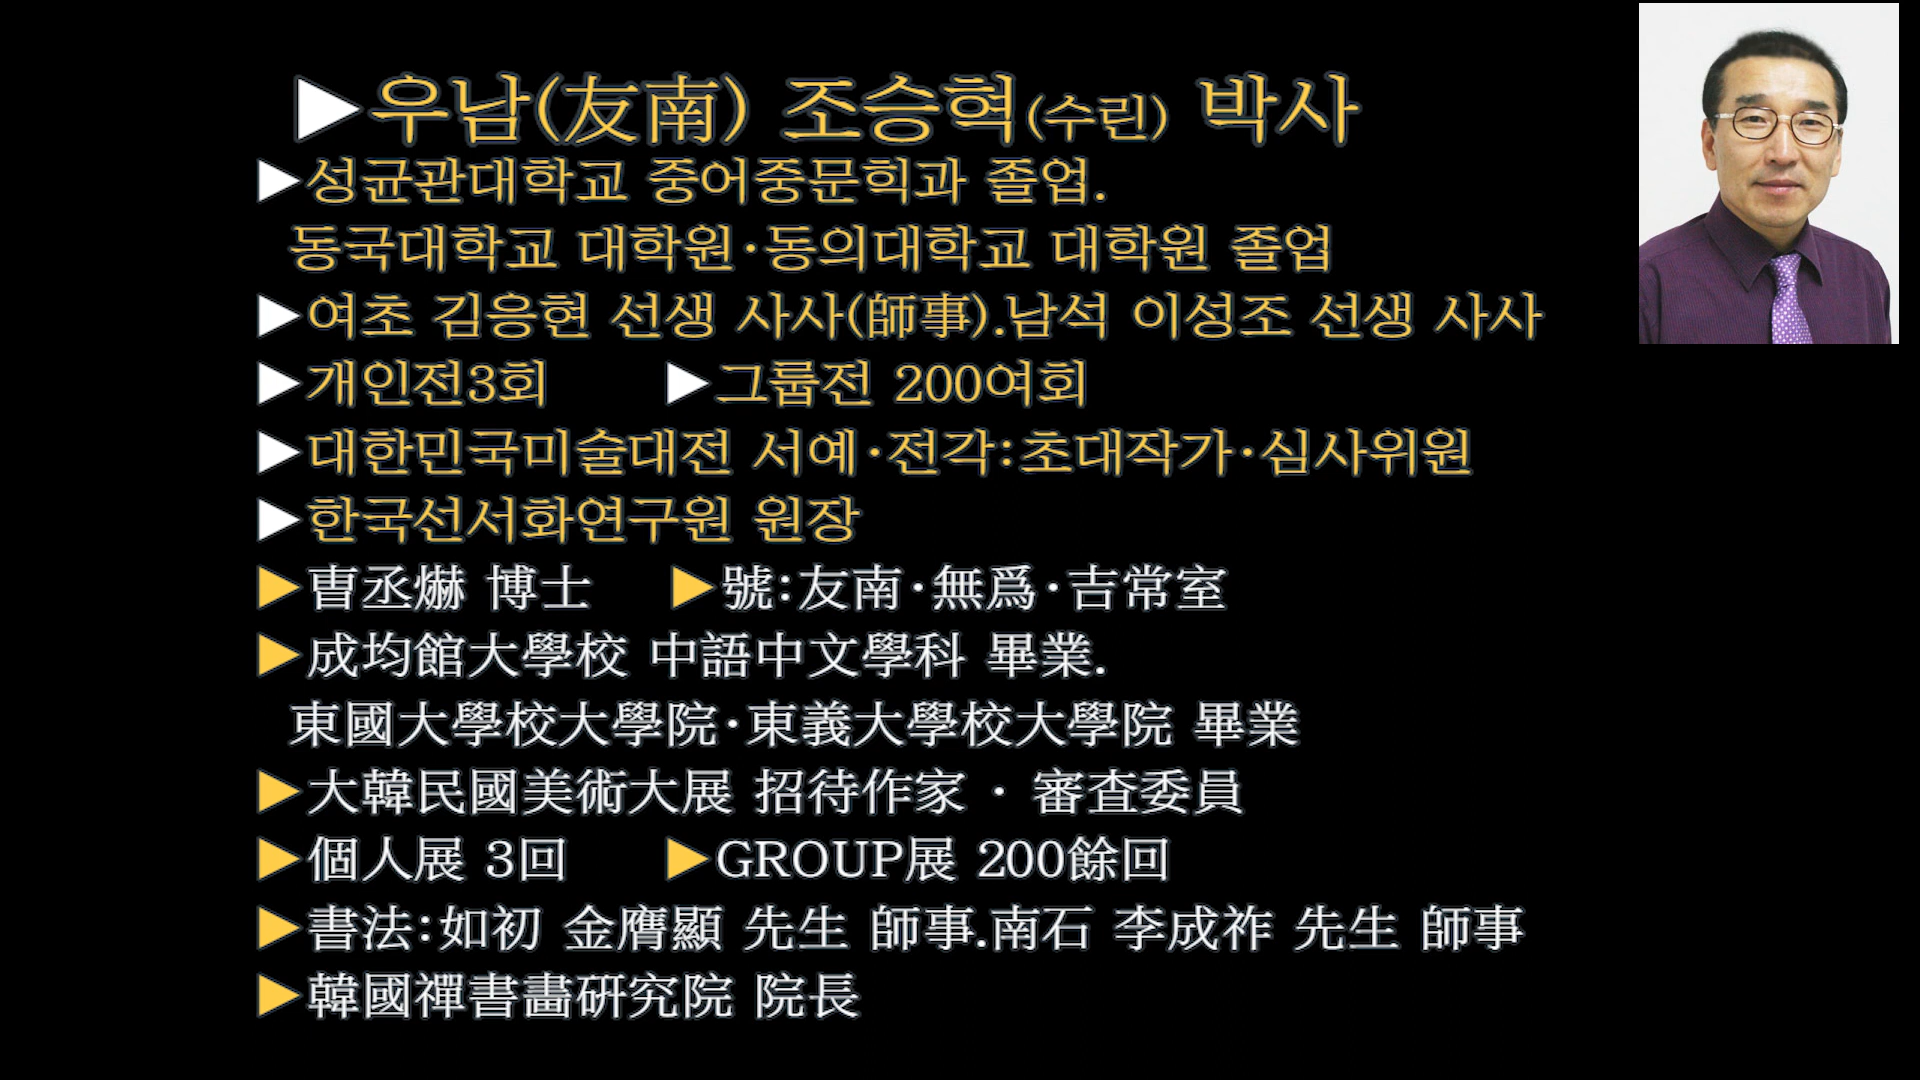 ▶우남(友南) 조승혁(수린) 박사
▶성균관대학교 중어중문힉과 졸업.
동국대학교 대학원·동의대학교 대학원 졸업
▶여초 김응현 선생 사사(師事).남석 이성조 선생 사사
▶개인전3회 ▶그룹전 200여회
▶대한민국미술대전 서예·전각:초대작가·심사위원
▶한국선서화연구원 원장
▶曺丞爀 博士 ▶號:友南·無爲·吉常室
▶成均館大學校 中語中文學科 畢業.
東國大學校大學院·東義大學校大學院 畢業
▶大韓民國美術大展 招待作家 · 審査委員
▶個人展 3回 ▶GROUP展 200餘回
▶書法:如初 金膺顯 先生 師事.南石 李成祚 先生 師事
▶韓國禪書畵硏究院 院長